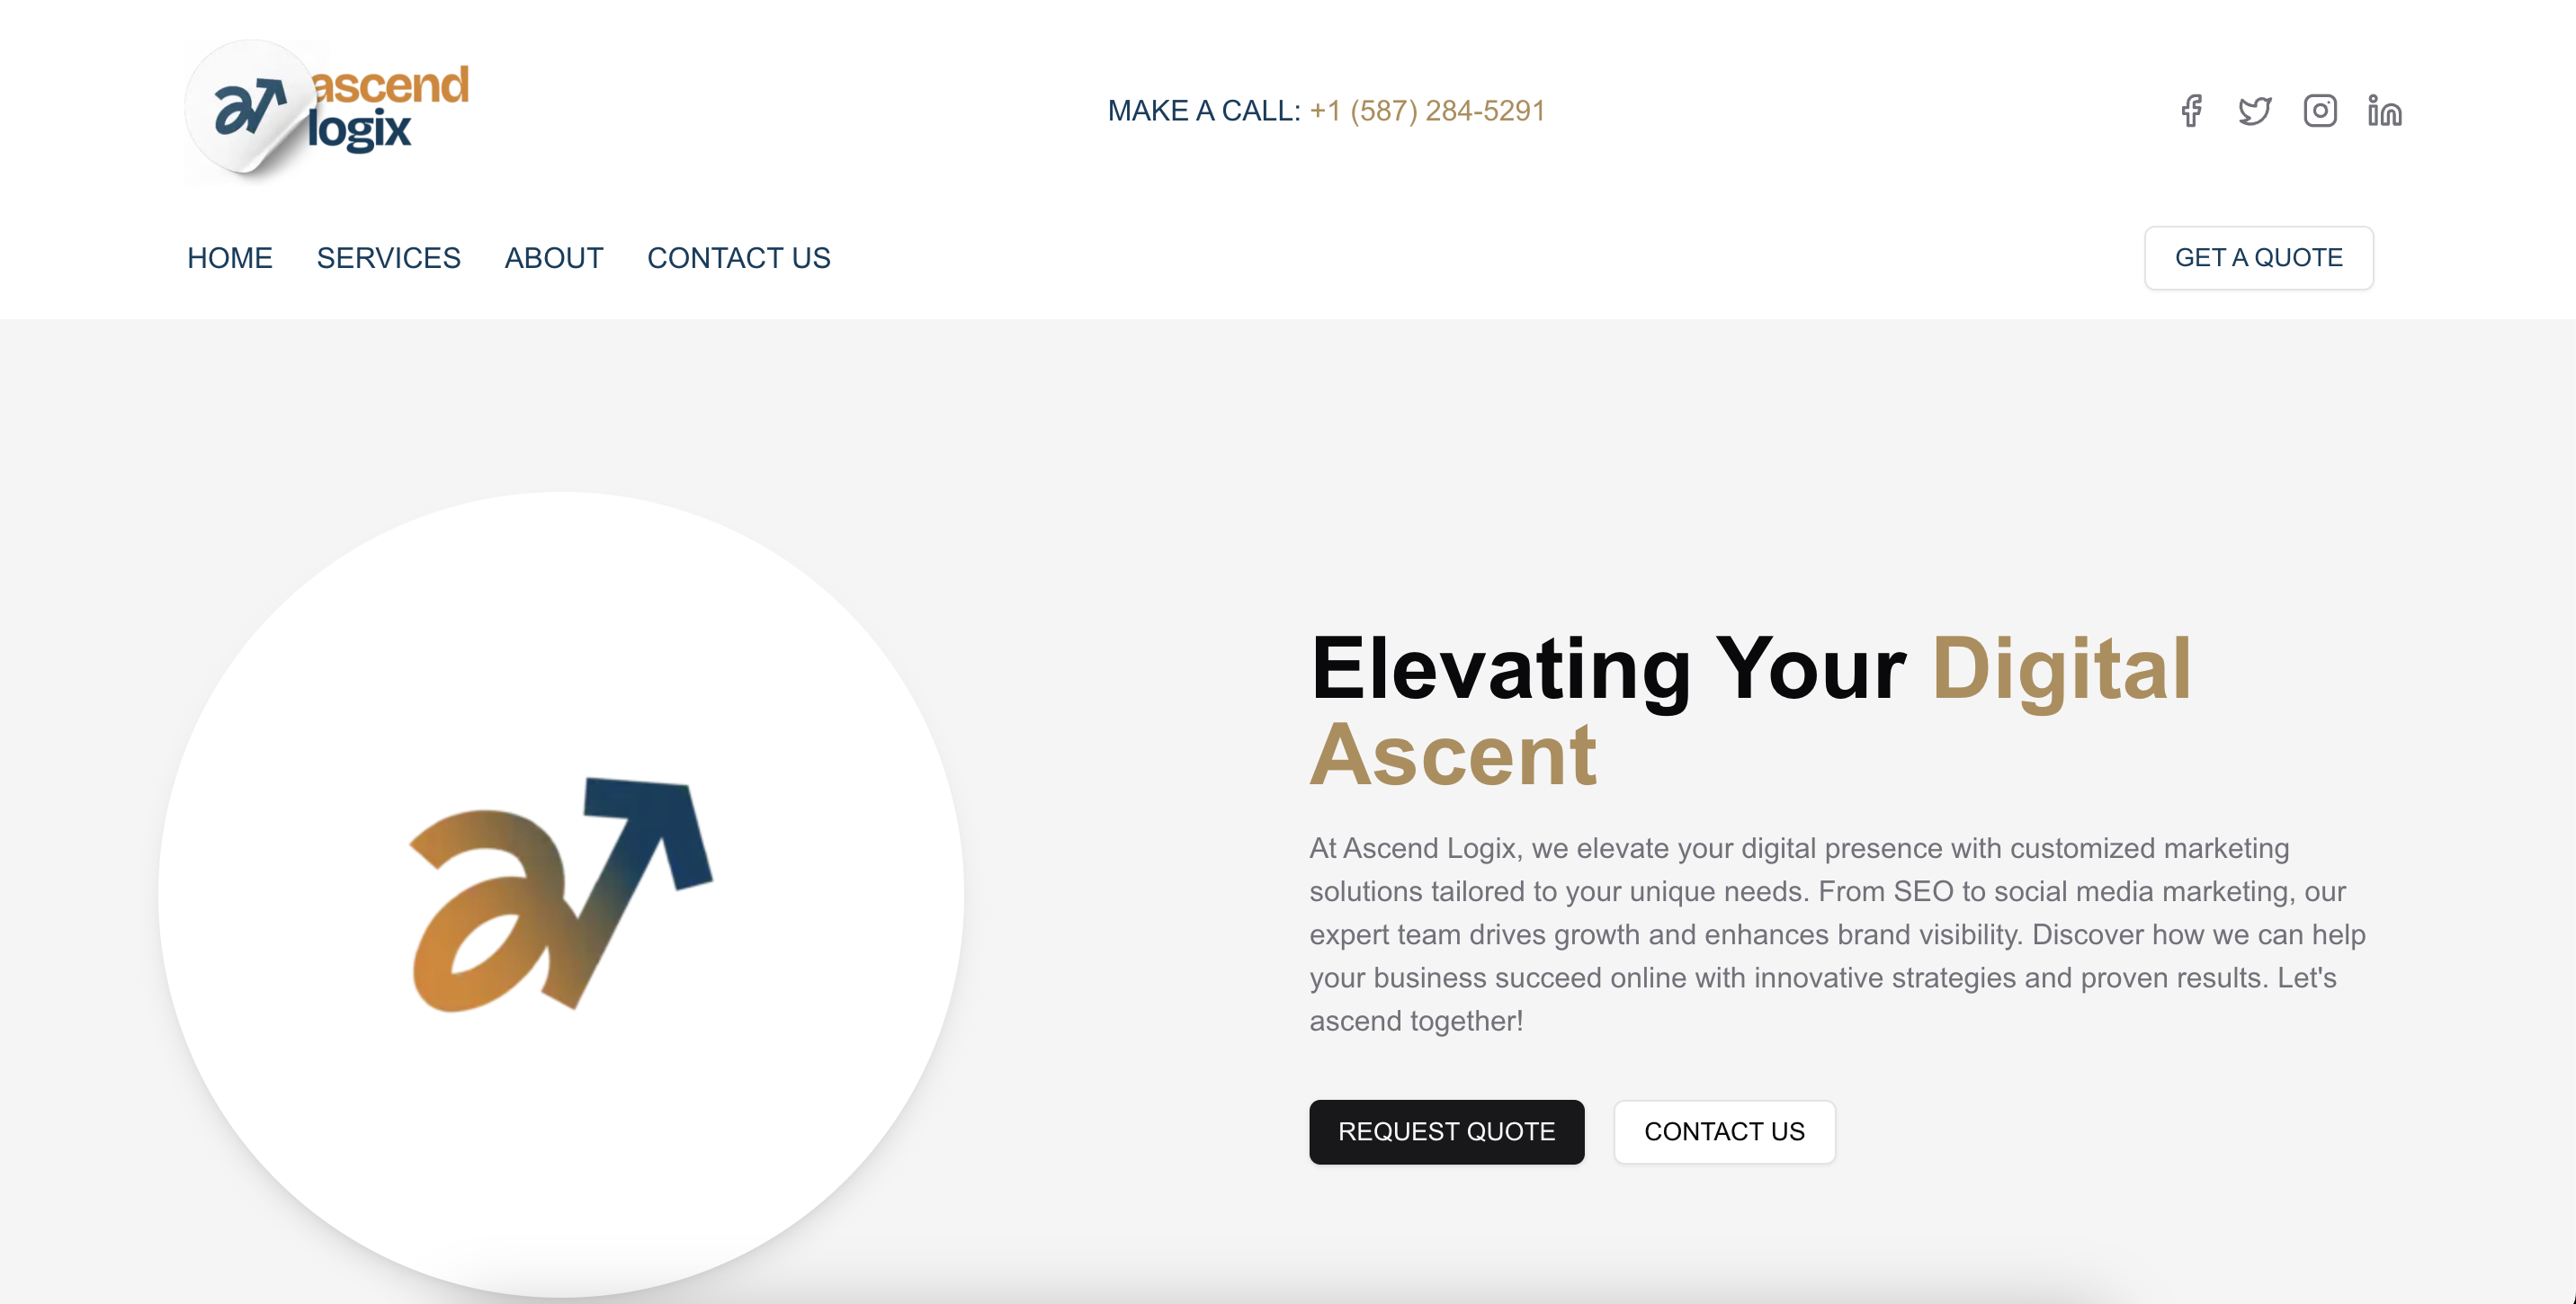 ascend
logix
MAKE A CALL: +1 (587) 284-5291
HOME SERVICES ABOUT CONTACT US
GET A QUOTE
Elevating Your Digital
Ascent
At Ascend Logix, we elevate your digital presence with customized marketing
solutions tailored to your unique needs. From SEO to social media marketing, our
expert team drives growth and enhances brand visibility. Discover how we can help
your business succeed online with innovative strategies and proven results. Let's
ascend together!
REQUEST QUOTE
CONTACT US